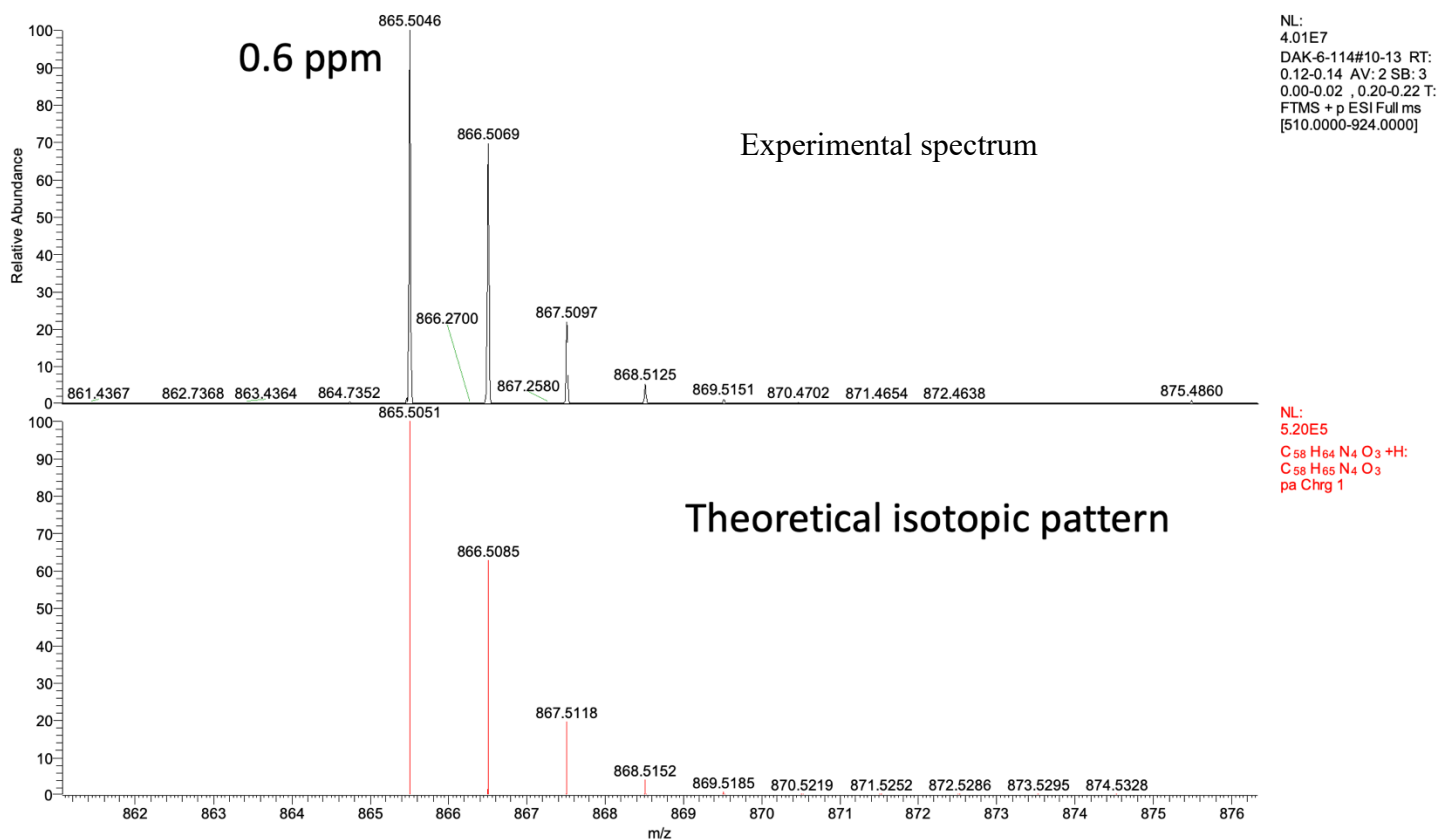 865.5046
0.6 ppm
866.5069
Experimental spectrum
866.2700
867.5097
867.2580
868.5125
861.4367 862.7368 863.4364 864.7352 869.5151 870.4702 871.4654 872.4638 875.4860
100
90
80
70
60
50
40
30
20
10
0
Relative Abundance
NL:
4.01E7
DAK-6-114#10-13 RT:
0.12-0.14 AV: 2 SB: 3
0.00-0.02 , 0.20-0.22 T:
FTMS + p ESI Full ms
[510.0000-924.0000]
865.5051
Theoretical isotopic pattern
866.5085
867.5118
868.5152
869.5185 870.5219 871.5252 872.5286 873.5295 874.5328
100
90
80
70
60
50
40
30
20
10
0
862 863 864 865 866 867 868 869 870 871 872 873 874 875 876
m/z
NL:
5.20E5
C58 H64 N4 O3 +H:
C58 H65 N4 O3
pa Chrg 1